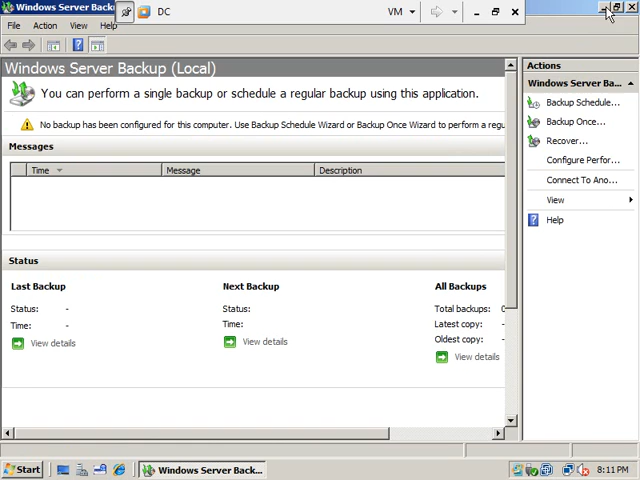 Windows Server Backu
DC
VM
File Action View Help
Windows Server Backup (Local)
You can perform a single backup or schedule a regular backup using this application.
No backup has been configured for this computer. Use Backup Schedule Wizard or Backup Once Wizard to perform a regu
Messages
Time Message Description
Status
Last Backup
Status: -
Time: -
View details
Next Backup
Status:
Time:
View details
All Backups
Total backups: 0
Latest copy: -
Oldest copy: -
View details
Actions
Windows Server Ba...
Backup Schedule...
Backup Once...
Recover...
Configure Perfor...
Connect To Ano...
View
Help
Start
Windows Server Back...
8:11 PM